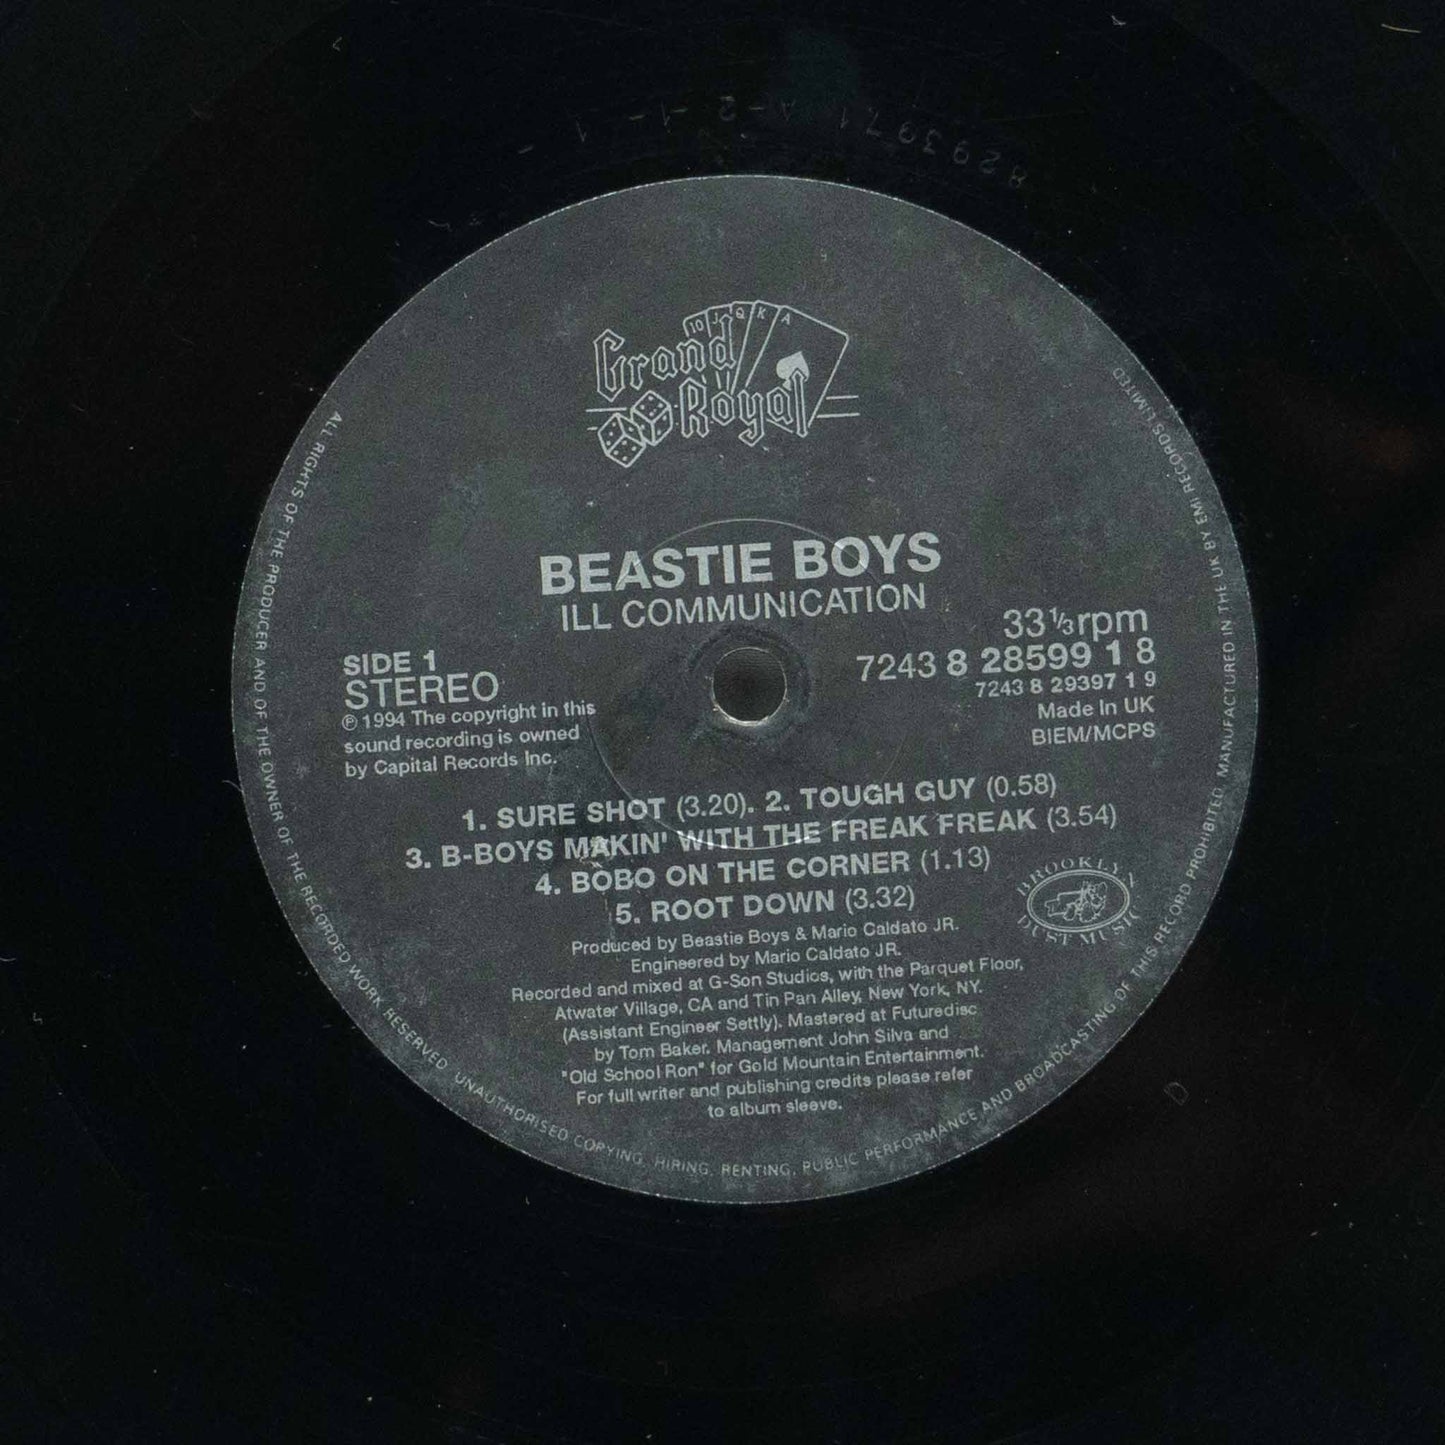 8293971 A-2-1-1
10 J Q K A
Grand
Royal
BEASTIE BOYS
ILL COMMUNICATION
SIDE 1
STEREO
℗ 1994 The copyright in this
sound recording is owned
by Capital Records Inc.
33⅓rpm
7243 8 28599 1 8
7243 8 29397 1 9
Made In UK
BIEM/MCPS
1. SURE SHOT (3.20). 2. TOUGH GUY (0.58)
3. B-BOYS MAKIN' WITH THE FREAK FREAK (3.54)
4. BOBO ON THE CORNER (1.13)
5. ROOT DOWN (3.32)
Produced by Beastie Boys & Mario Caldato JR.
Engineered by Mario Caldato JR.
Recorded and mixed at G-Son Studios, with the Parquet Floor,
Atwater Village, CA and Tin Pan Alley, New York, NY.
(Assistant Engineer Settly). Mastered at Futuredisc
by Tom Baker. Management John Silva and
"Old School Ron" for Gold Mountain Entertainment.
For full writer and publishing credits please refer
to album sleeve.
BROOKLYN
DUST MUSIC
ALL RIGHTS OF THE PRODUCER AND OF THE OWNER OF THE RECORDED WORK RESERVED. UNAUTHORISED COPYING, HIRING, RENTING, PUBLIC PERFORMANCE AND BROADCASTING OF THIS RECORD PROHIBITED. MANUFACTURED IN THE UK BY EMI RECORDS LIMITED